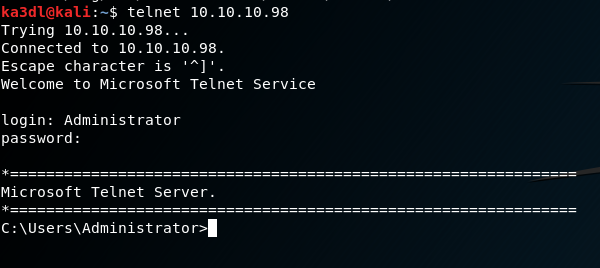 ka3dl@kali:~$ telnet 10.10.10.98
Trying 10.10.10.98...
Connected to 10.10.10.98.
Escape character is '^]'.
Welcome to Microsoft Telnet Service
login: Administrator
password:
*===============================================================
Microsoft Telnet Server.
*===============================================================
C:\Users\Administrator>